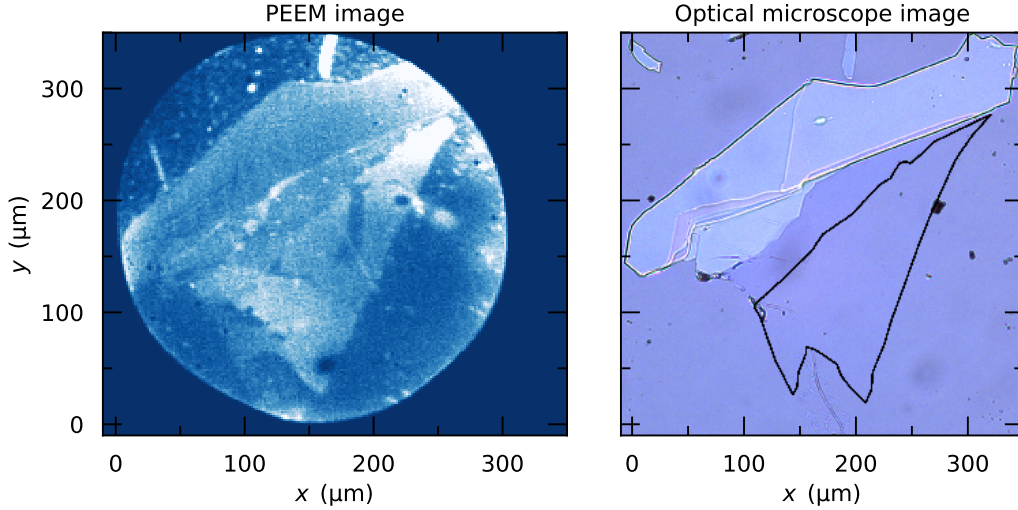 PEEM image
Optical microscope image
300
200
100
0
y (μm)
0 100 200 300
0 100 200 300
x (μm)
x (μm)